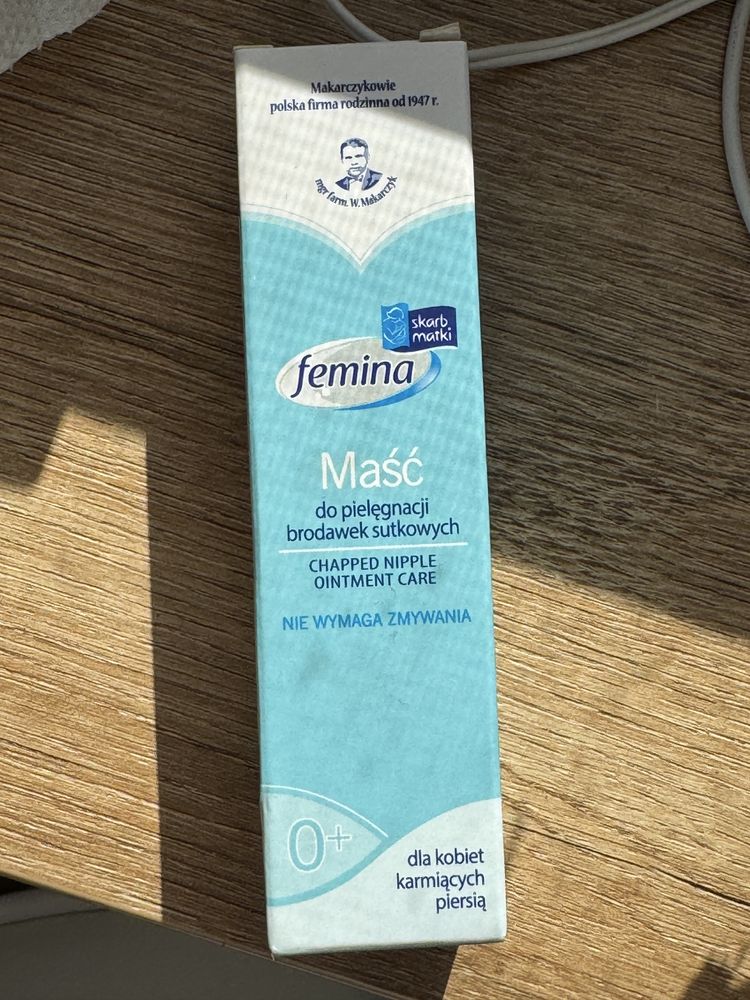 Makarczykowie
polska firma rodzinna od 1947 r.
mgr farm. W. Makarczyk
skarb
matki
femina
Maść
do pielęgnacji
brodawek sutkowych
CHAPPED NIPPLE
OINTMENT CARE
NIE WYMAGA ZMYWANIA
0+
dla kobiet
karmiących
piersią